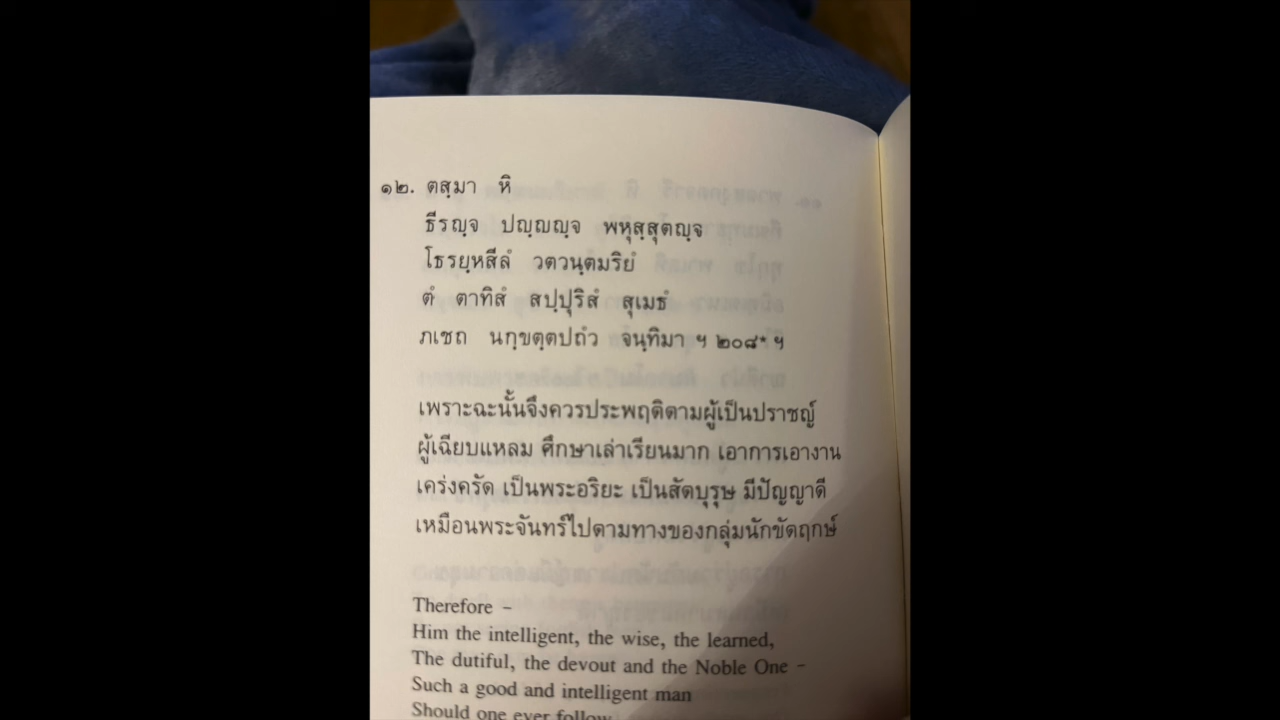 ๑๒. ตสฺมา หิ
ธีรญฺจ ปญฺญญฺจ พหุสฺสุตญฺจ
โธรยฺหสีลํ วตวนฺตมริยํ
ตํ ตาทิสํ สปฺปุริสํ สุเมธํ
ภเชถ นกฺขตฺตปถํว จนฺทิมา ฯ ๒๐๘* ฯ
เพราะฉะนั้นจึงควรประพฤติตามผู้เป็นปราชญ์
ผู้เฉียบแหลม ศึกษาเล่าเรียนมาก เอาการเอางาน
เคร่งครัด เป็นพระอริยะ เป็นสัตบุรุษ มีปัญญาดี
เหมือนพระจันทร์ไปตามทางของกลุ่มนักขัตฤกษ์
Therefore –
Him the intelligent, the wise, the learned,
The dutiful, the devout and the Noble One –
Such a good and intelligent man
Should one ever follow